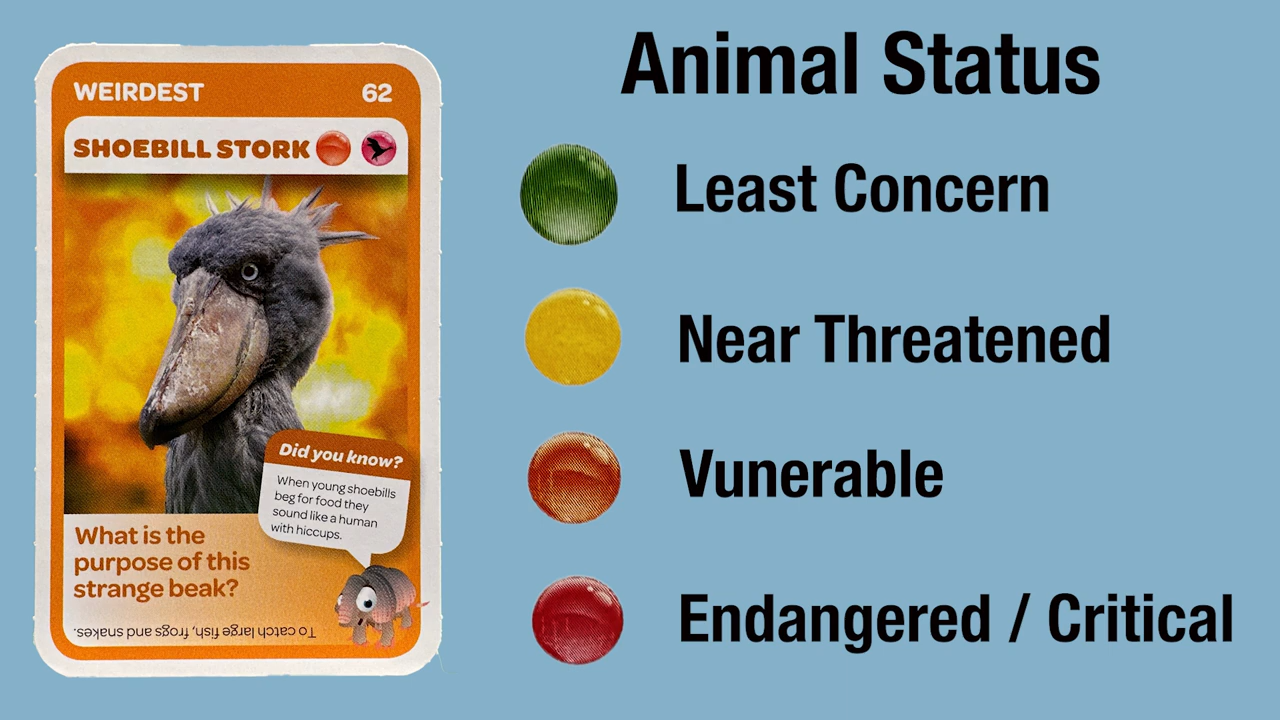 Animal Status
WEIRDEST 62
SHOEBILL STORK
Did you know?
When young shoebills
beg for food they
sound like a human
with hiccups.
What is the
purpose of this
strange beak?
To catch large fish, frogs and snakes.
Least Concern
Near Threatened
Vunerable
Endangered / Critical